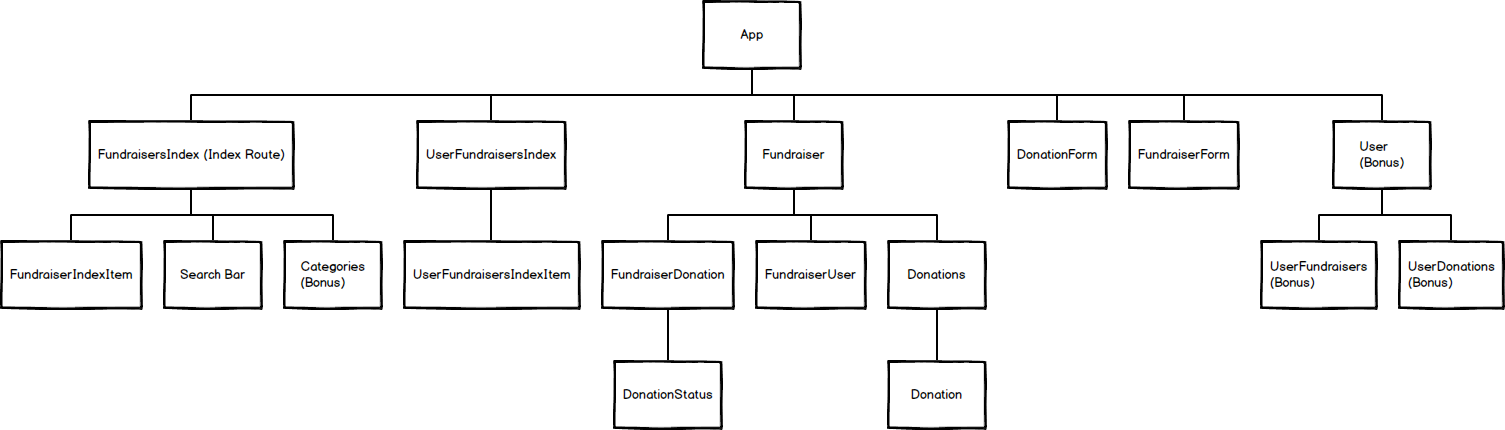 App
FundraisersIndex (Index Route)
UserFundraisersIndex
Fundraiser
DonationForm
FundraiserForm
User
(Bonus)
FundraiserIndexItem
Search Bar
Categories
(Bonus)
UserFundraisersIndexItem
FundraiserDonation
FundraiserUser
Donations
UserFundraisers
(Bonus)
UserDonations
(Bonus)
DonationStatus
Donation